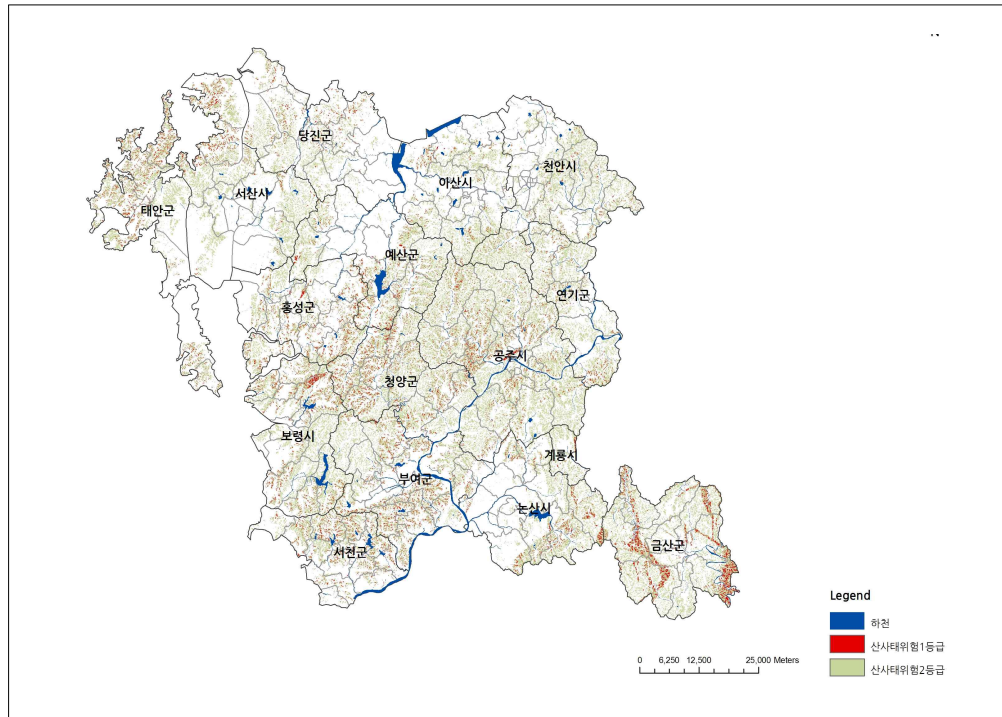 당진군
천안시
아산시
서산시
태안군
예산군
연기군
홍성군
공주시
청양군
보령시
계룡시
부여군
논산시
금산군
서천군
Legend
하천
산사태위험1등급
산사태위험2등급
0 6,250 12,500 25,000 Meters